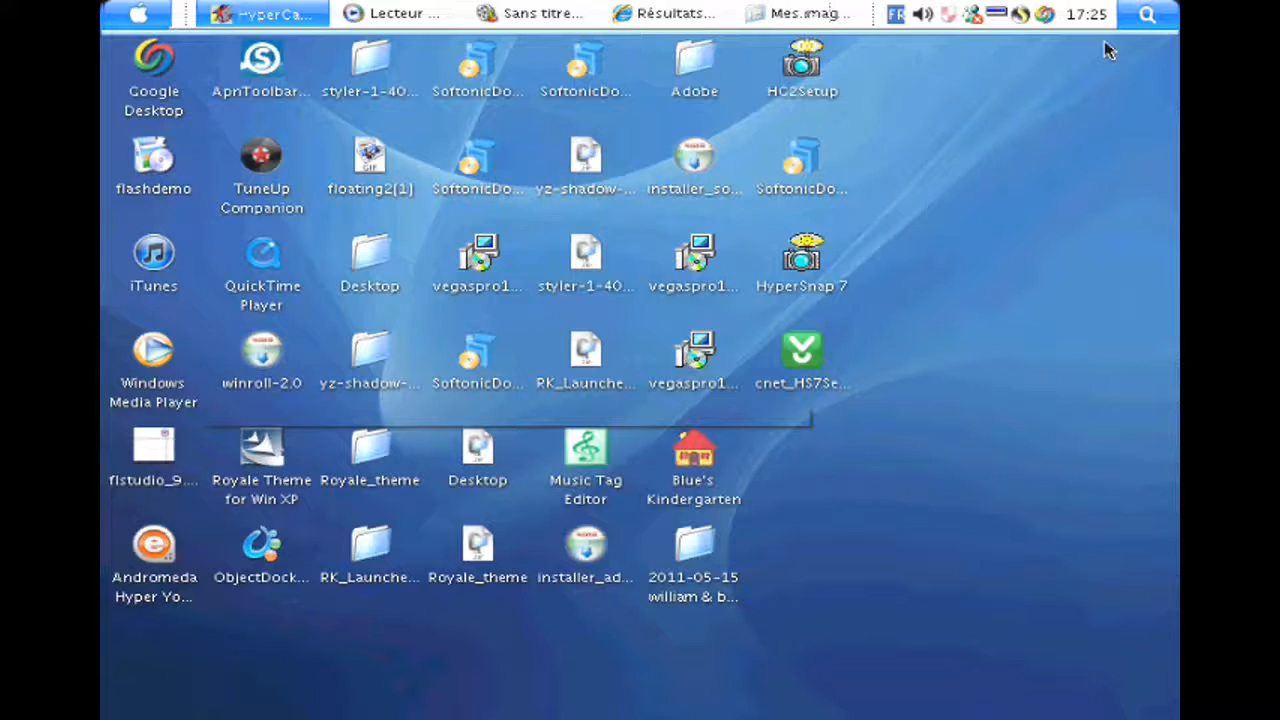 HyperCa...
Lecteur ...
Sans titre...
Résultats...
Mes.imag...
FR
17:25
Google Desktop
ApnToolbar...
styler-1-40...
SoftonicDo...
SoftonicDo...
Adobe
HC2Setup
flashdemo
TuneUp Companion
GIF
floating2[1]
SoftonicDo...
yz-shadow-...
installer_so...
SoftonicDo...
iTunes
QuickTime Player
Desktop
vegaspro1...
styler-1-40...
vegaspro1...
HyperSnap 7
Windows Media Player
winroll-2.0
yz-shadow-...
SoftonicDo...
RK_Launche...
vegaspro1...
cnet_HS7Se...
flstudio_9....
Royale Theme for Win XP
Royale_theme
Desktop
Music Tag Editor
Blue's Kindergarten
Andromeda Hyper Yo...
ObjectDock...
RK_Launche...
Royale_theme
installer_ad...
2011-05-15 william & b...